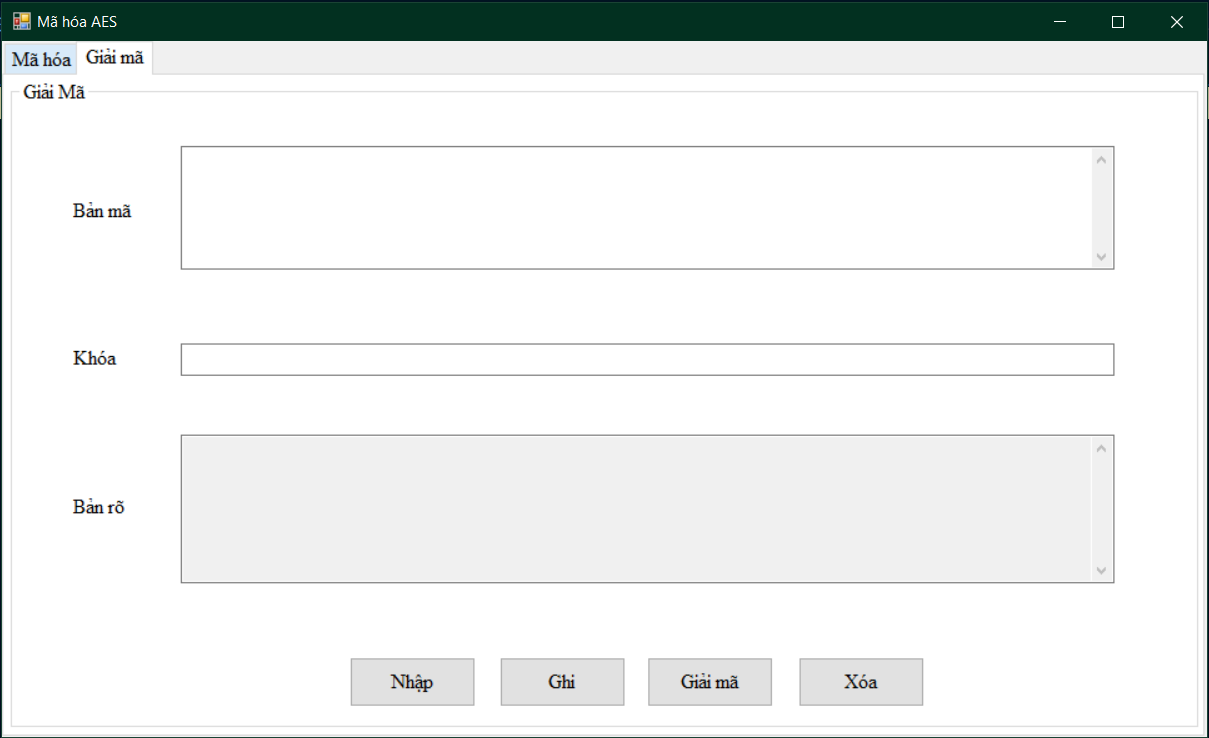 Mã hóa AES
Mã hóa Giải mã
Giải Mã
Bản mã
Khóa
Bản rõ
Nhập Ghi Giải mã Xóa